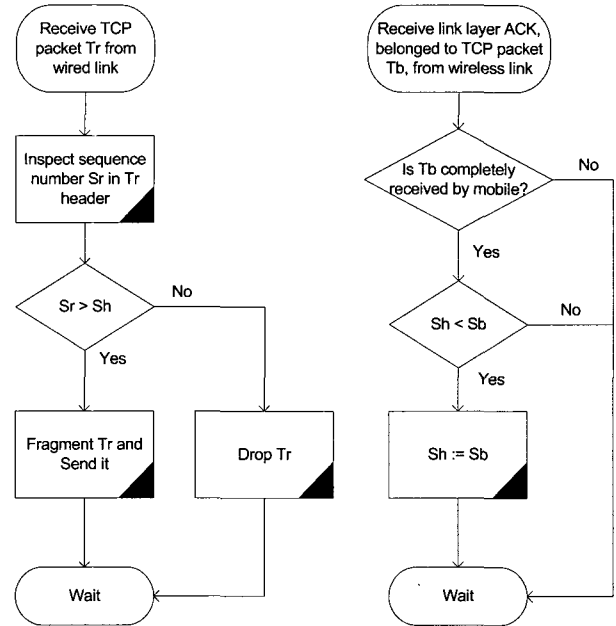 Receive TCP
packet Tr from
wired link
Inspect sequence
number Sr in Tr
header
Sr > Sh
No
Yes
Fragment Tr and
Send it
Drop Tr
Wait
Receive link layer ACK,
belonged to TCP packet
Tb, from wireless link
Is Tb completely
received by mobile?
No
Yes
Sh < Sb
No
Yes
Sh := Sb
Wait